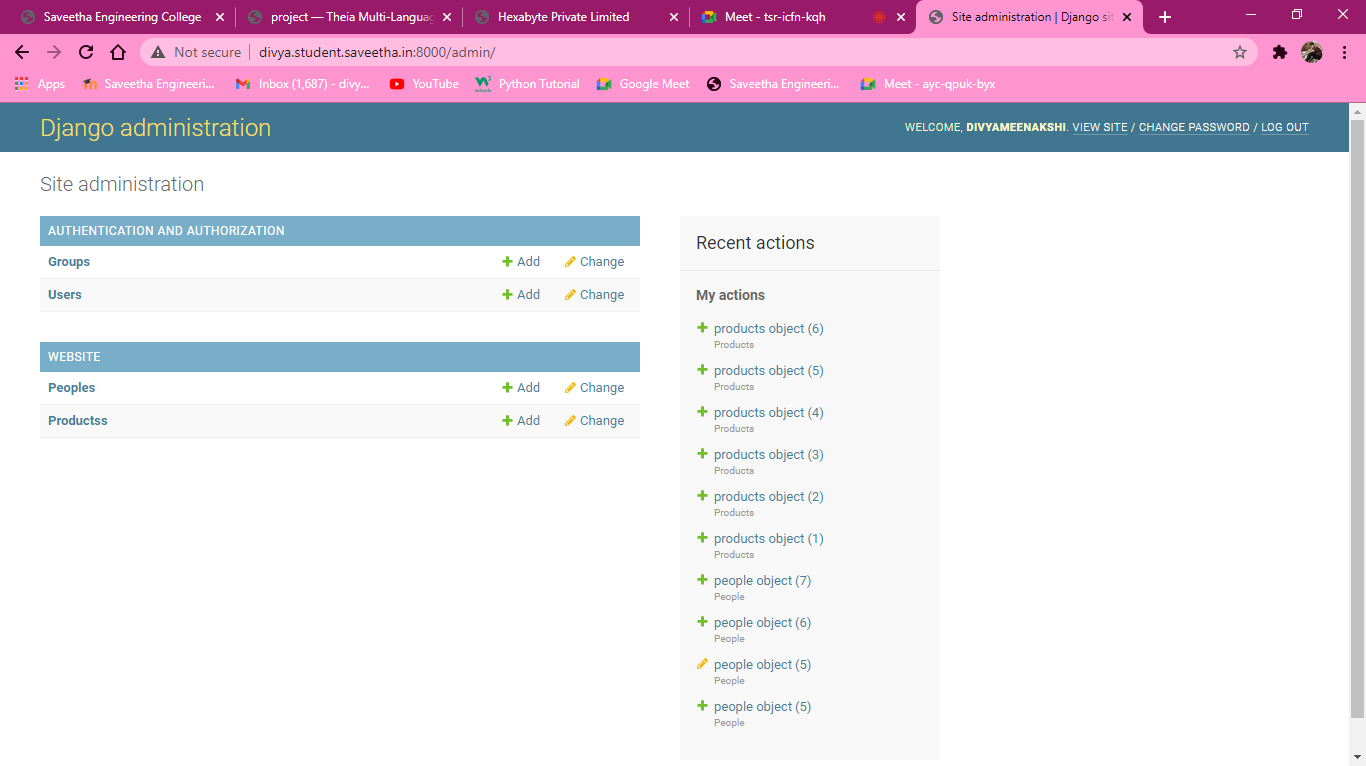 Saveetha Engineering College
project — Theia Multi-Languag
Hexabyte Private Limited
Meet - tsr-icfn-kqh
Site administration | Django sit
Not secure
divya.student.saveetha.in:8000/admin/
Apps
Saveetha Engineeri...
Inbox (1,687) - divy...
YouTube
Python Tutorial
Google Meet
Saveetha Engineeri...
Meet - ayc-qpuk-byx
Django administration
WELCOME, DIVYAMEENAKSHI. VIEW SITE / CHANGE PASSWORD / LOG OUT
Site administration
AUTHENTICATION AND AUTHORIZATION
Groups Add Change
Users Add Change
WEBSITE
Peoples Add Change
Productss Add Change
Recent actions
My actions
products object (6)
Products
products object (5)
Products
products object (4)
Products
products object (3)
Products
products object (2)
Products
products object (1)
Products
people object (7)
People
people object (6)
People
people object (5)
People
people object (5)
People